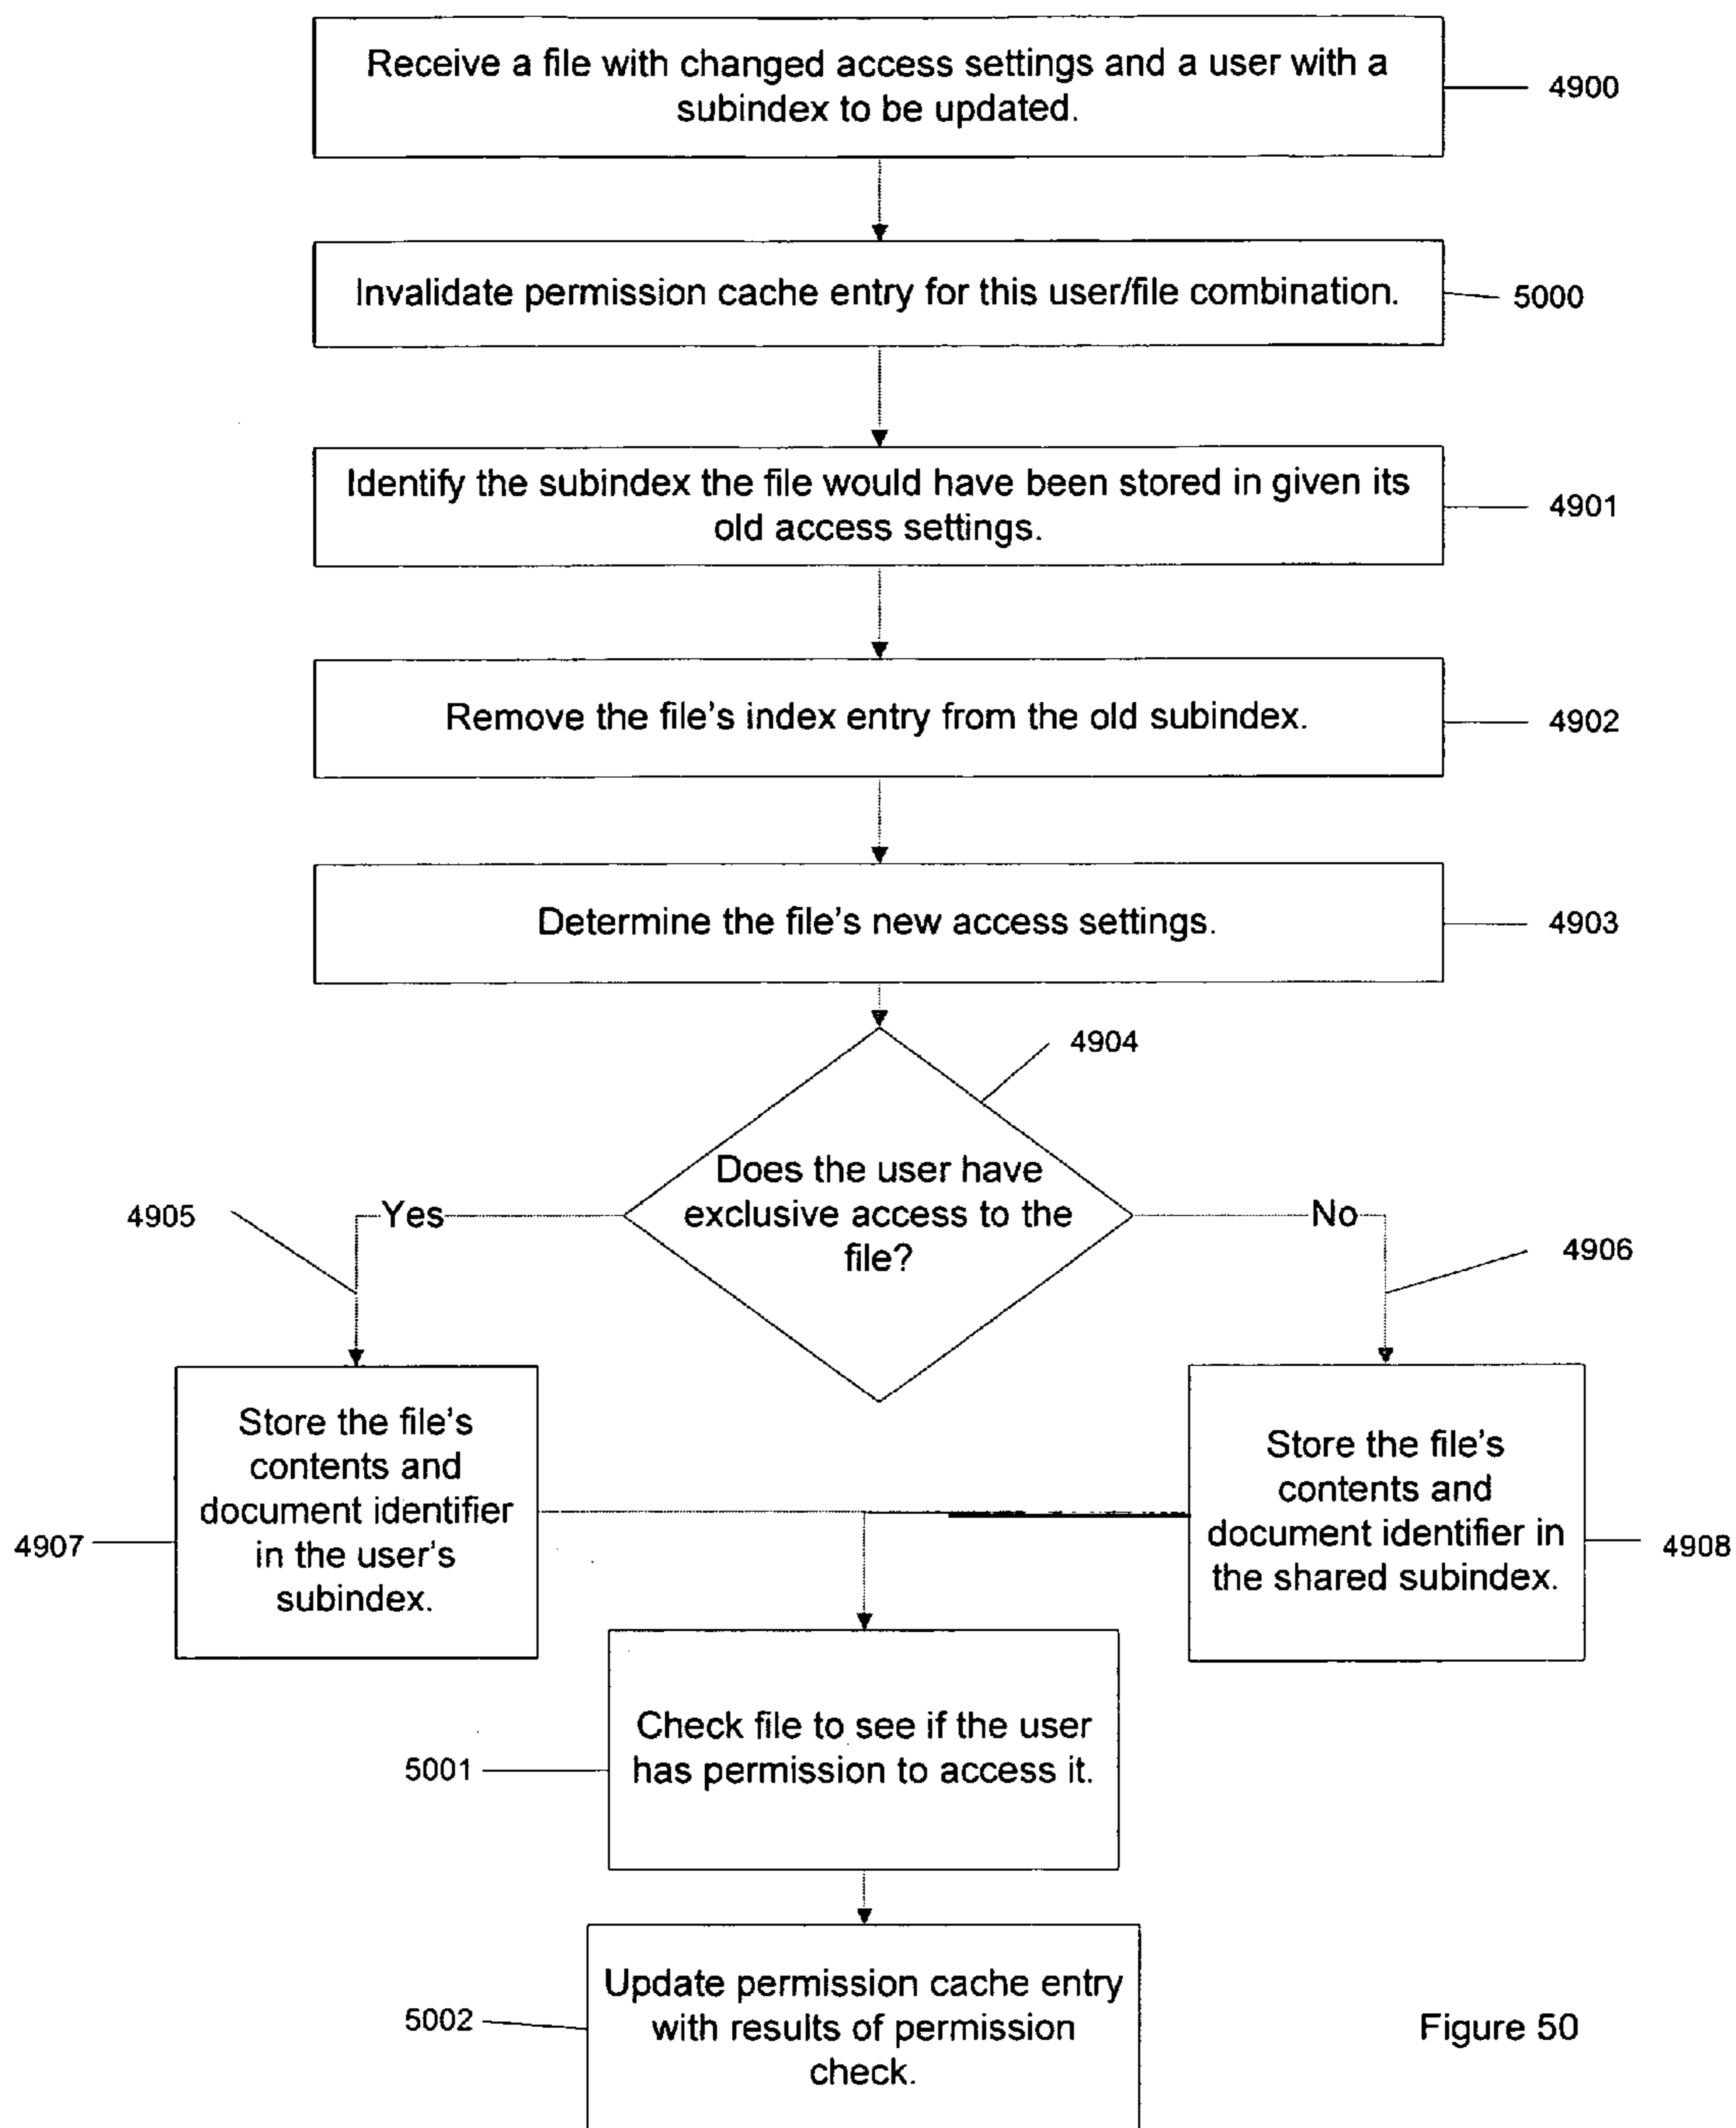 Receive a file with changed access settings and a user with a
subindex to be updated.
4900
Invalidate permission cache entry for this user/file combination.
5000
Identify the subindex the file would have been stored in given its
old access settings.
4901
Remove the file's index entry from the old subindex.
4902
Determine the file's new access settings.
4903
4904
Does the user have
exclusive access to the
file?
4905
Yes
No
4906
Store the file's
contents and
document identifier
in the user's
subindex.
4907
Store the file's
contents and
document identifier in
the shared subindex.
4908
Check file to see if the user
has permission to access it.
5001
Update permission cache entry
with results of permission
check.
5002
Figure 50